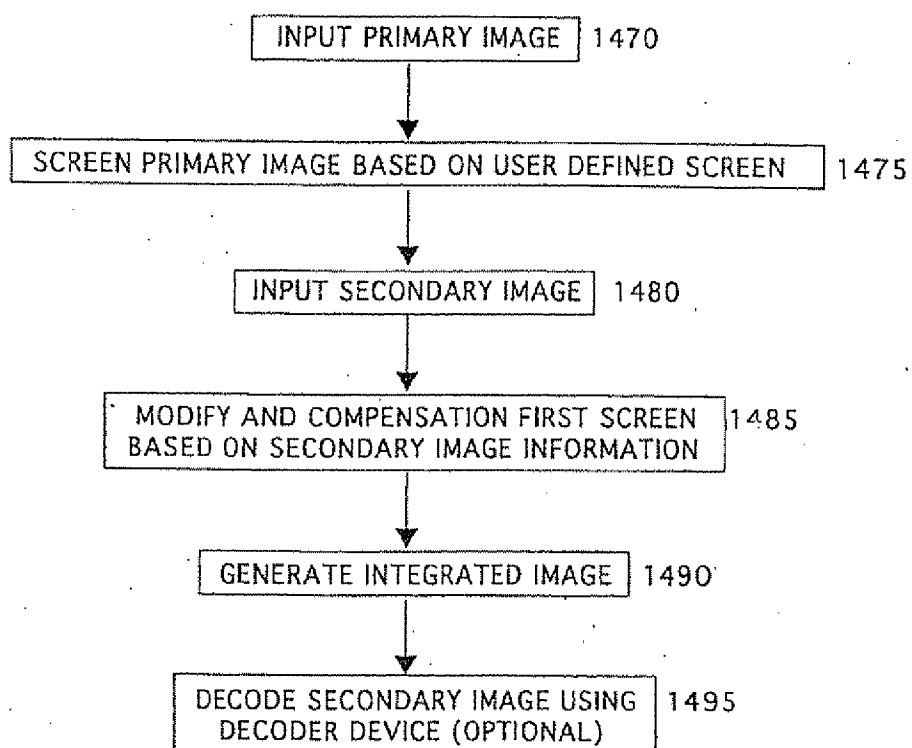 INPUT PRIMARY IMAGE 1470
SCREEN PRIMARY IMAGE BASED ON USER DEFINED SCREEN 1475
INPUT SECONDARY IMAGE 1480
MODIFY AND COMPENSATION FIRST SCREEN 1485
BASED ON SECONDARY IMAGE INFORMATION
GENERATE INTEGRATED IMAGE 1490
DECODE SECONDARY IMAGE USING 1495
DECODER DEVICE (OPTIONAL)